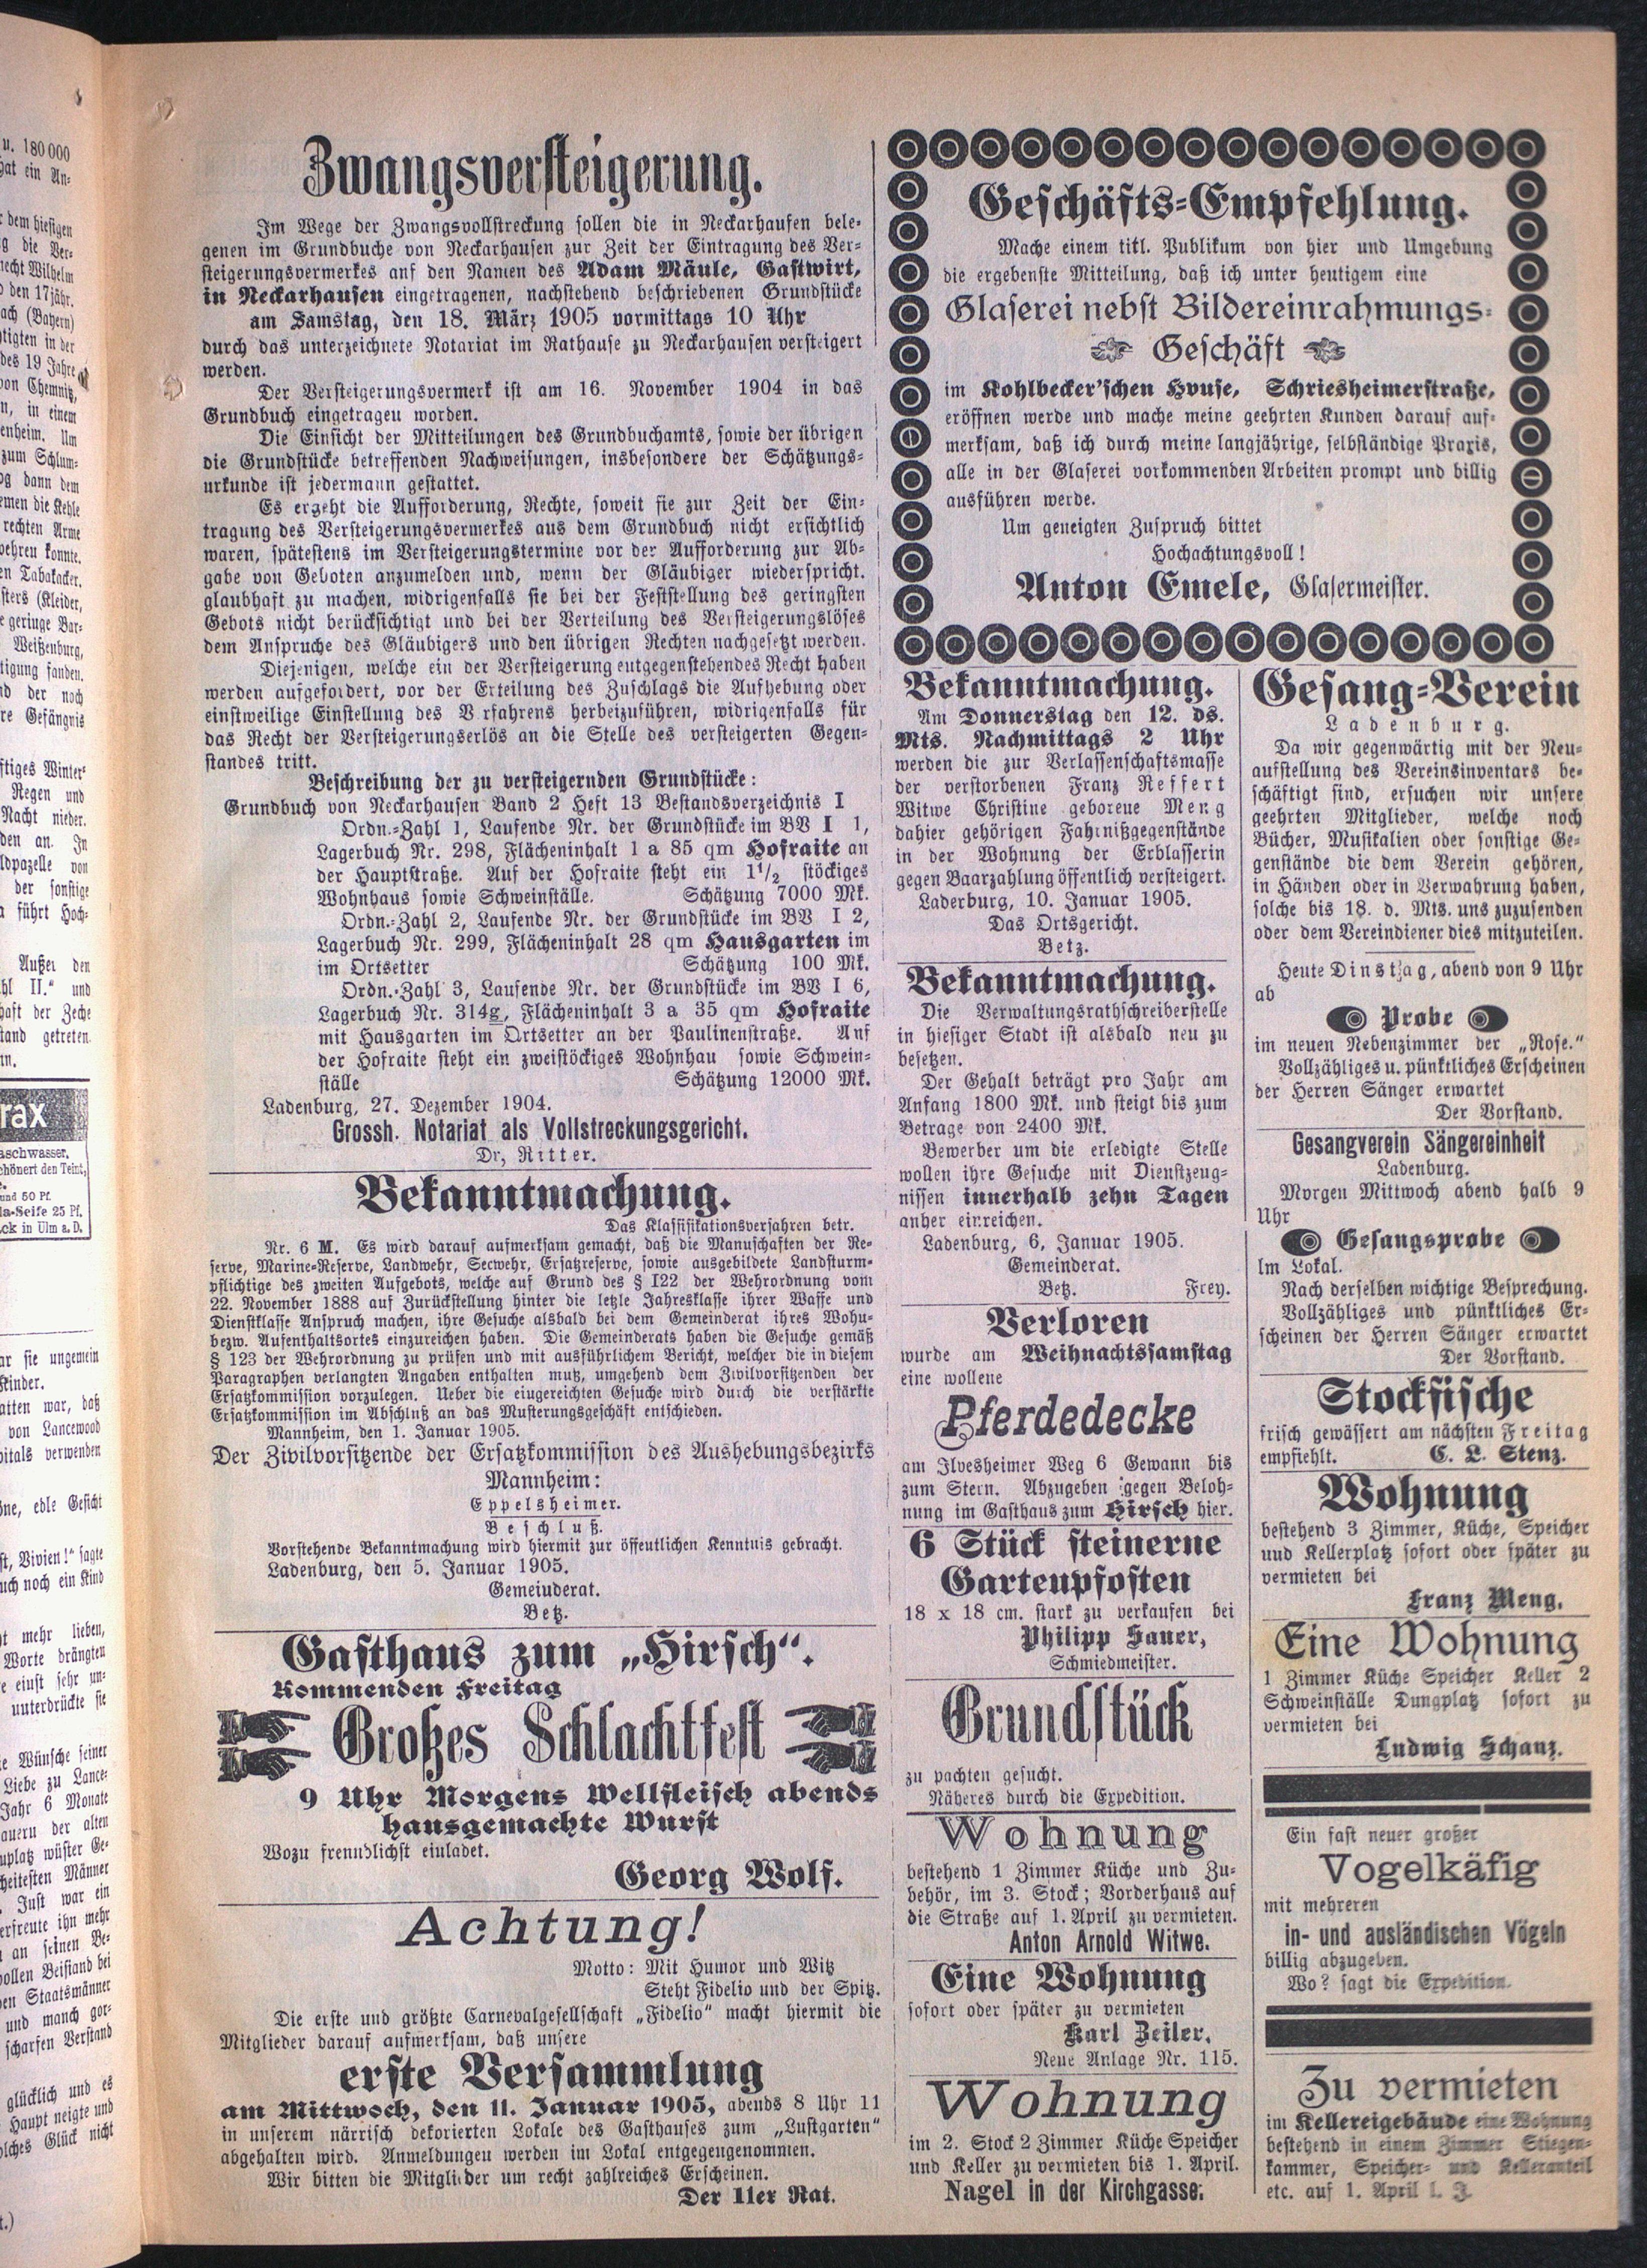 Zwangsversteigerung.
Im Wege der Zwangsvollstreckung sollen die in Neckarhausen bele-
genen im Grundbuche von Neckarhausen zur Zeit der Eintragung des Ver-
steigerungsvermerkes auf den Namen des Adam Mäule, Gastwirt,
in Neckarhausen eingetragenen, nachstehend beschriebenen Grundstücke
am Samstag, den 18. März 1905 vormittags 10 Uhr
durch das unterzeichnete Notariat im Rathause zu Neckarhausen versteigert
werden.
Der Versteigerungsvermerk ist am 16. November 1904 in das
Grundbuch eingetrageu worden.
Die Einsicht der Mitteilungen des Grundbuchamts, sowie der übrigen
die Grundstücke betreffenden Nachweisungen, insbesondere der Schätzungs-
urkunde ist jedermann gestattet.
Es ergeht die Aufforderung, Rechte, soweit sie zur Zeit der Ein-
tragung des Versteigerungsvermerkes aus dem Grundbuch nicht ersichtlich
waren, spätestens im Versteigerungstermine vor der Aufforderung zur Ab-
gabe von Geboten anzumelden und, wenn der Gläubiger wiederspricht.
glaubhaft zu machen, widrigenfalls sie bei der Feststellung des geringsten
Gebots nicht berücksichtigt und bei der Verteilung des Versteigerungslöses
dem Anspruche des Gläubigers und den übrigen Rechten nachgesetzt werden.
Diejenigen, welche ein der Versteigerung eutgegenstehendes Recht haben
werden aufgefordert, vor der Erteilung des Zuschlags die Aufhebung oder
einstweilige Einstellung des V rfahrens herbeizuführen, widrigenfalls für
das Recht der Versteigerungserlös an die Stelle des versteigerten Gegen-
standes tritt.
Beschreibung der zu versteigernden Grundstücke:
Grundbuch von Neckarhausen Band 2 Heft 13 Bestandsverzeichnis I
Ordn.-Zahl 1, Laufende Nr. der Grundstücke im BV I 1,
Lagerbuch Nr. 298, Flächeninhalt 1 a 85 qm Hofraite an
der Hauptstraße. Auf der Hofraite steht ein 1 1/2 stöckiges
Wohnhaus sowie Schweinställe. Schätzung 7000 Mk.
Ordn.-Zahl 2, Laufende Nr. der Grundstücke im BV I 2,
Lagerbuch Nr. 299, Flächeninhalt 28 qm Hausgarten im
im Ortsetter Schätzung 100 Mk.
Ordn.-Zahl 3, Laufende Nr. der Grundstücke im BV I 6,
Lagerbuch Nr. 314g, Flächeninhalt 3 a 35 qm Hofraite
mit Hausgarten im Ortsetter an der Paulinenstraße. Auf
der Hofraite steht ein zweistöckiges Wohnhau sowie Schwein-
ställe Schätzung 12000 Mk.
Ladenburg, 27. Dezember 1904.
Grossh. Notariat als Vollstreckungsgericht.
Dr, Ritter.
Bekanntmachung.
Das Klassifikationsverfahren betr.
Nr. 6 M. Es wird darauf aufmerksam gemacht, daß die Manuschaften der Re-
serve, Marine-Reserve, Landwehr, Seewehr, Ersatzreserve, sowie ausgebildete Landsturm-
pflichtige des zweiten Aufgebots, welche auf Grund des § 122 der Wehrordnung vom
22. November 1888 auf Zurückstellung hinter die letzte Jahresklasse ihrer Waffe und
Dienstklasse Anspruch machen, ihre Gesuche alsbald bei dem Gemeinderat ihres Wohu-
bezw. Aufenthaltsortes einzureichen haben. Die Gemeinderats haben die Gesuche gemäß
§ 123 der Wehrordnung zu prüfen und mit ausführlichem Bericht, welcher die in diesem
Paragraphen verlangten Angaben enthalten mutz, umgehend dem Zivilvorsitzenden der
Ersatzkommission vorzulegen. Ueber die eiugereichten Gesuche wird durch die verstärkte
Ersatzkommission im Abschluß an das Musterungsgeschäft entschieden.
Mannheim, den 1. Januar 1905.
Der Zivilvorsitzende der Ersatzkommission des Aushebungsbezirks
Mannheim:
Eppelsheimer.
Beschluß.
Vorstehende Bekanntmachung wird hiermit zur öffentlichen Kenntuis gebracht.
Ladenburg, den 5. Januar 1905.
Gemeiuderat.
Betz.
Gasthaus zum „Hirsch“.
Kommenden Freitag
Großes Schlachtfest
9 Uhr Morgens Wellfleisch abends
hausgemachte Wurst
Wozu freundlichst einladet.
Georg Wolf.
Achtung!
Motto: Mit Humor und Witz
Steht Fidelio und der Spitz.
Die erste und größte Carnevalgesellschaft „Fidelio“ macht hiermit die
Mitglieder darauf aufmerksam, daß unsere
erste Versammlung
am Mittwoch, den 11. Januar 1905, abends 8 Uhr 11
in unserem närrisch dekorierten Lokale des Gasthauses zum „Lustgarten“
abgehalten wird. Anmeldungen werden im Lokal entgegengenommen.
Wir bitten die Mitglieder um recht zahlreiches Erscheinen.
Der 11er Rat.
Geschäfts-Empfehlung.
Mache einem titl. Publikum von hier und Umgebung
die ergebenste Mitteilung, daß ich unter heutigem eine
Glaserei nebst Bildereinrahmungs-
Geschäft
im Kohlbecker'schen Hvuse, Schriesheimerstraße,
eröffnen werde und mache meine geehrten Kunden darauf auf-
merksam, daß ich durch meine langjährige, selbständige Praxis,
alle in der Glaserei vorkommenden Arbeiten prompt und billig
ausführen werde.
Um geneigten Zuspruch bittet
Hochachtungsvoll!
Anton Emele, Glasermeister.
Bekanntmachung.
Am Donnerstag den 12. ds.
Mts. Nachmittags 2 Uhr
werden die zur Verlassenschaftsmasse
der verstorbenen Franz Reffert
Witwe Christine geboreue Meng
dahier gehörigen Fahrnißgegenstände
in der Wohnung der Erblasserin
gegen Baarzahlung öffentlich versteigert.
Laderburg, 10. Januar 1905.
Das Ortsgericht.
Betz.
Bekanntmachung.
Die Verwaltungsrathschreiberstelle
in hiesiger Stadt ist alsbald neu zu
besetzen.
Der Gehalt beträgt pro Jahr am
Anfang 1800 Mk. und steigt bis zum
Betrage von 2400 Mk.
Bewerber um die erledigte Stelle
wollen ihre Gesuche mit Dienstzeug-
nissen innerhalb zehn Tagen
anher einreichen.
Ladenburg, 6, Januar 1905.
Gemeinderat.
Betz. Frey.
Verloren
wurde am Weihnachtssamstag
eine wollene
Pferdedecke
am Ilvesheimer Weg 6 Gewann bis
zum Stern. Abzugeben gegen Beloh-
nung im Gasthaus zum Hirsch hier.
6 Stück steinerne
Gartenpfosten
18 x 18 cm. stark zu verkaufen bei
Philipp Sauer,
Schmiedmeister.
Grundstück
zu pachten gesucht.
Näheres durch die Expedition.
Wohnung
bestehend 1 Zimmer Küche und Zu-
behör, im 3. Stock; Vorderhaus auf
die Straße auf 1. April zu vermieten.
Anton Arnold Witwe.
Eine Wohnung
sofort oder später zu vermieten
Karl Zeiler,
Neue Anlage Nr. 115.
Wohnung
im 2. Stock 2 Zimmer Küche Speicher
und Keller zu vermieten bis 1. April.
Nagel in der Kirchgasse.
Gesang-Verein
Ladenburg.
Da wir gegenwärtig mit der Neu-
aufstellung des Vereinsinventars be-
schäftigt sind, ersuchen wir unsere
geehrten Mitglieder, welche noch
Bücher, Musikalien oder sonstige Ge-
genstände die dem Verein gehören,
in Händen oder in Verwahrung haben,
solche bis 18. d. Mts. uns zuzusenden
oder dem Vereindiener dies mitzuteilen.
Heute Dinstag, abend von 9 Uhr
ab
Probe
im neuen Nebenzimmer der „Rose.“
Vollzähliges u. pünktliches Erscheinen
der Herren Sänger erwartet
Der Vorstand.
Gesangverein Sängereinheit
Ladenburg.
Morgen Mittwoch abend halb 9
Uhr
Gesangsprobe
Im Lokal.
Nach derselben wichtige Besprechung.
Vollzähliges und pünktliches Er-
scheinen der Herren Sänger erwartet
Der Vorstand.
Stockfische
frisch gewässert am nächsten Freitag
empfiehlt. C. L. Stenz.
Wohnung
bestehend 3 Zimmer, Küche, Speicher
und Kellerplatz sofort oder später zu
vermieten bei
Franz Meng.
Eine Wohnung
1 Zimmer Küche Speicher Keller 2
Schweinställe Dungplatz sofort zu
vermieten bei
Ludwig Schanz.
Ein fast neuer großer
Vogelkäfig
mit mehreren
in- und ausländischen Vögeln
billig abzugeben.
Wo? sagt die Expedition.
Zu vermieten
im Kellereigebäude eine Wohnung
bestehend in einem Zimmer Stiegen-
kammer, Speicher- und Kelleranteil
etc. auf 1. April l. J.